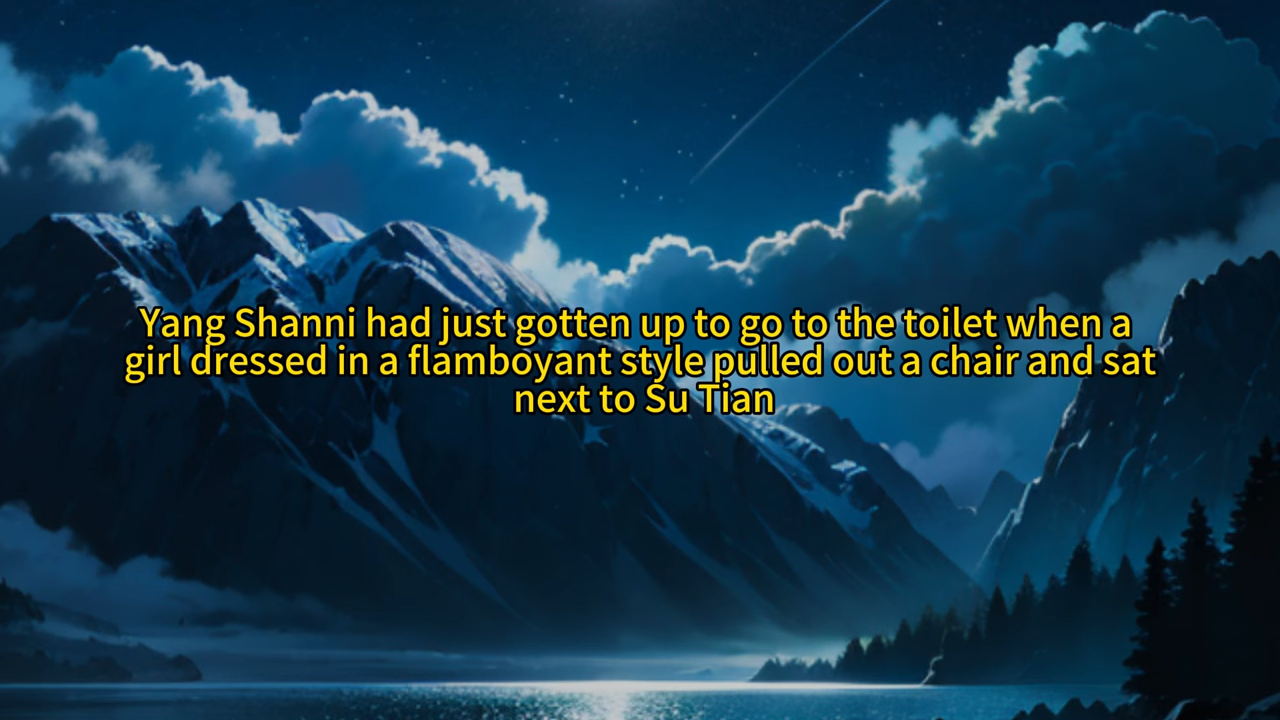 Yang Shanni had just gotten up to go to the toilet when a
girl dressed in a flamboyant style pulled out a chair and sat
next to Su Tian